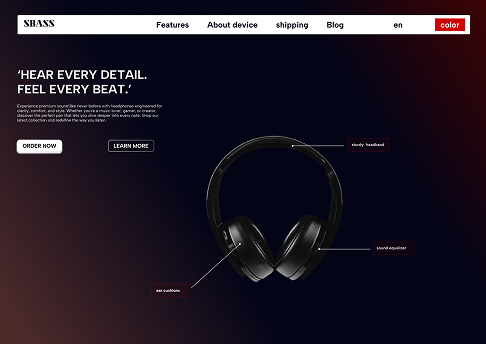 SBASS
Features About device shipping Blog en color
‘HEAR EVERY DETAIL.
FEEL EVERY BEAT.’
Experience premium sound like never before with headphones engineered for
clarity, comfort, and style. Whether you're a music lover, gamer, or creator,
discover the perfect pair that lets you dive deeper into every note. Shop our
latest collection and redefine the way you listen.
ORDER NOW LEARN MORE
sturdy headband
sound equalizer
ear cushions